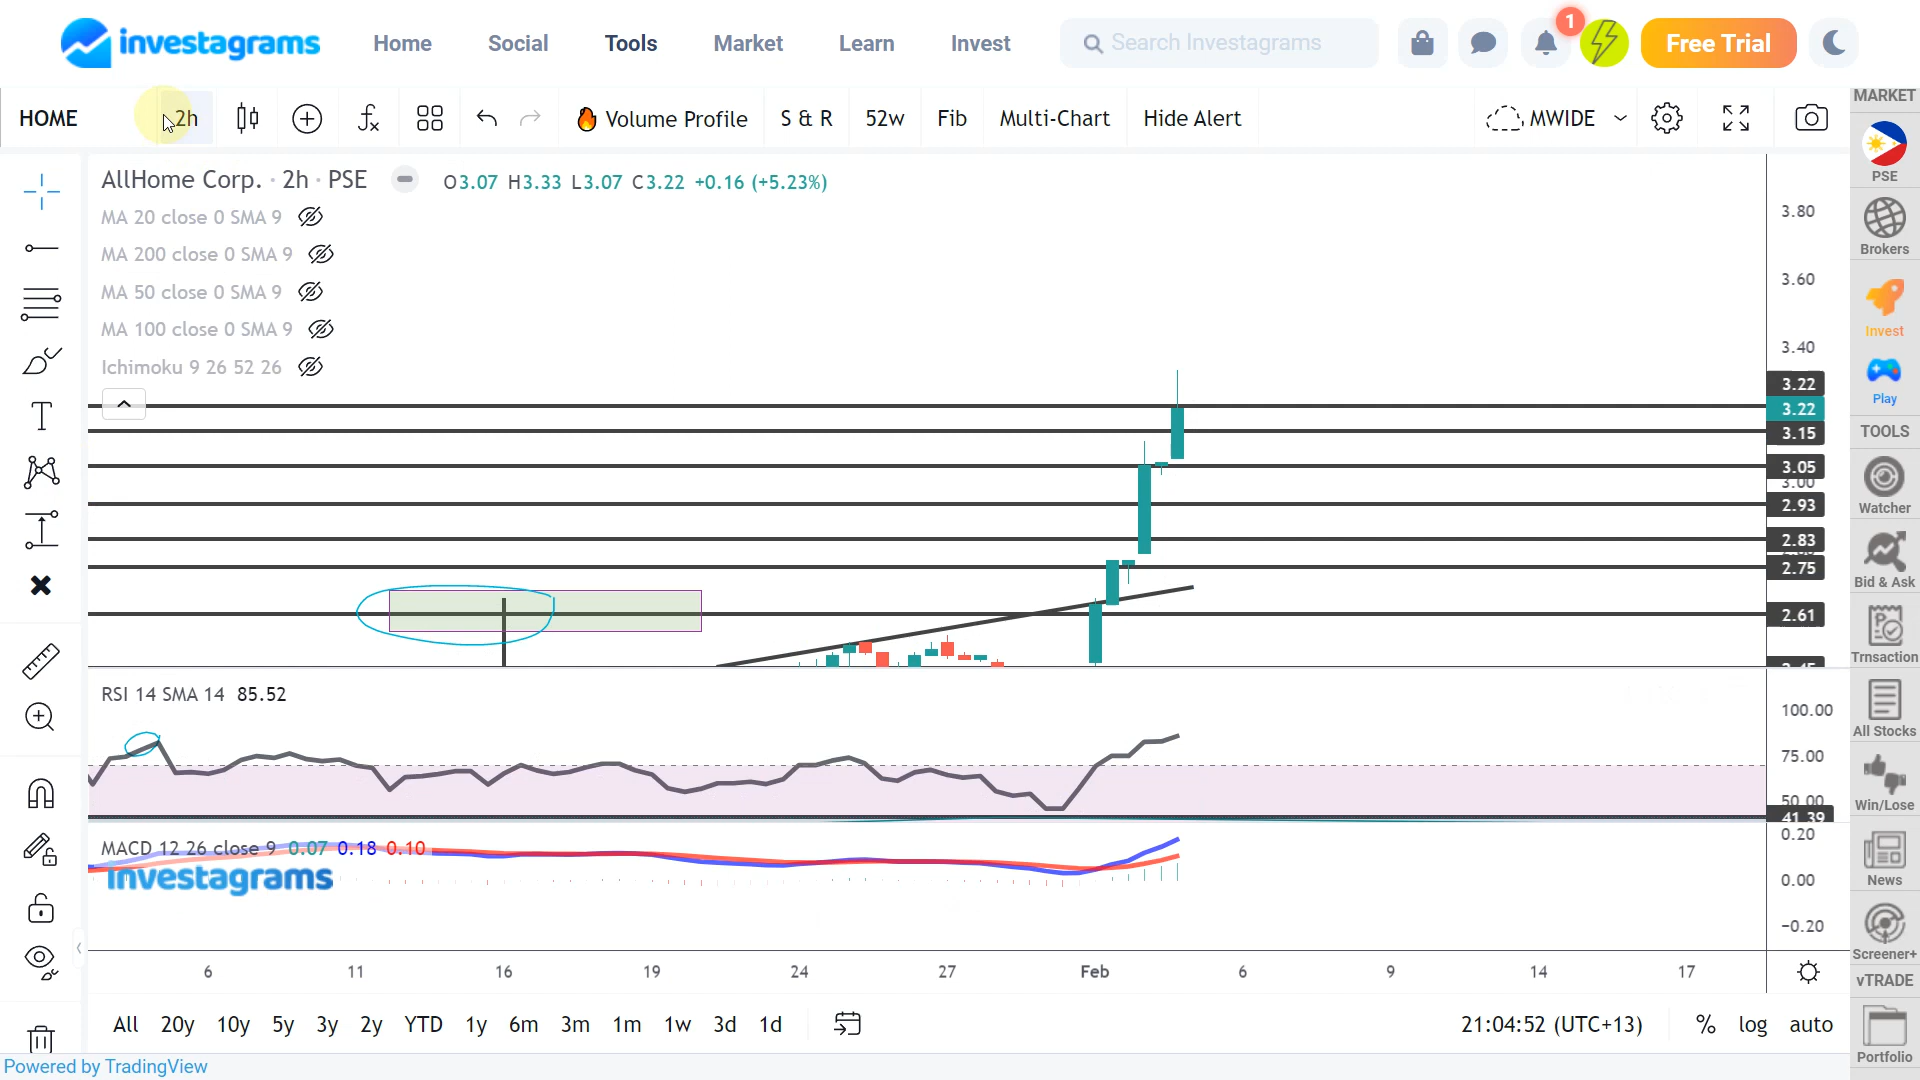 investagrams Home Social Tools Market Learn Invest Search Investagrams 1 Free Trial
HOME 2h Volume Profile S & R 52w Fib Multi-Chart Hide Alert MWIDE
AllHome Corp. · 2h · PSE O3.07 H3.33 L3.07 C3.22 +0.16 (+5.23%)
MA 20 close 0 SMA 9
MA 200 close 0 SMA 9
MA 50 close 0 SMA 9
MA 100 close 0 SMA 9
Ichimoku 9 26 52 26
3.80
3.60
3.40
3.22
3.22
3.15
3.05
3.00
2.93
2.83
2.75
2.61
RSI 14 SMA 14 85.52
100.00
75.00
50.00
41.39
MACD 12 26 close 9 0.07 0.18 0.10
investagrams
0.20
0.00
−0.20
6 11 16 19 24 27 Feb 6 9 14 17
All 20y 10y 5y 3y 2y YTD 1y 6m 3m 1m 1w 3d 1d 21:04:52 (UTC+13) % log auto
Powered by TradingView
MARKET
PSE
Brokers
Invest
Play
TOOLS
Watcher
Bid & Ask
Trnsaction
All Stocks
Win/Lose
News
Screener+
vTRADE
Portfolio